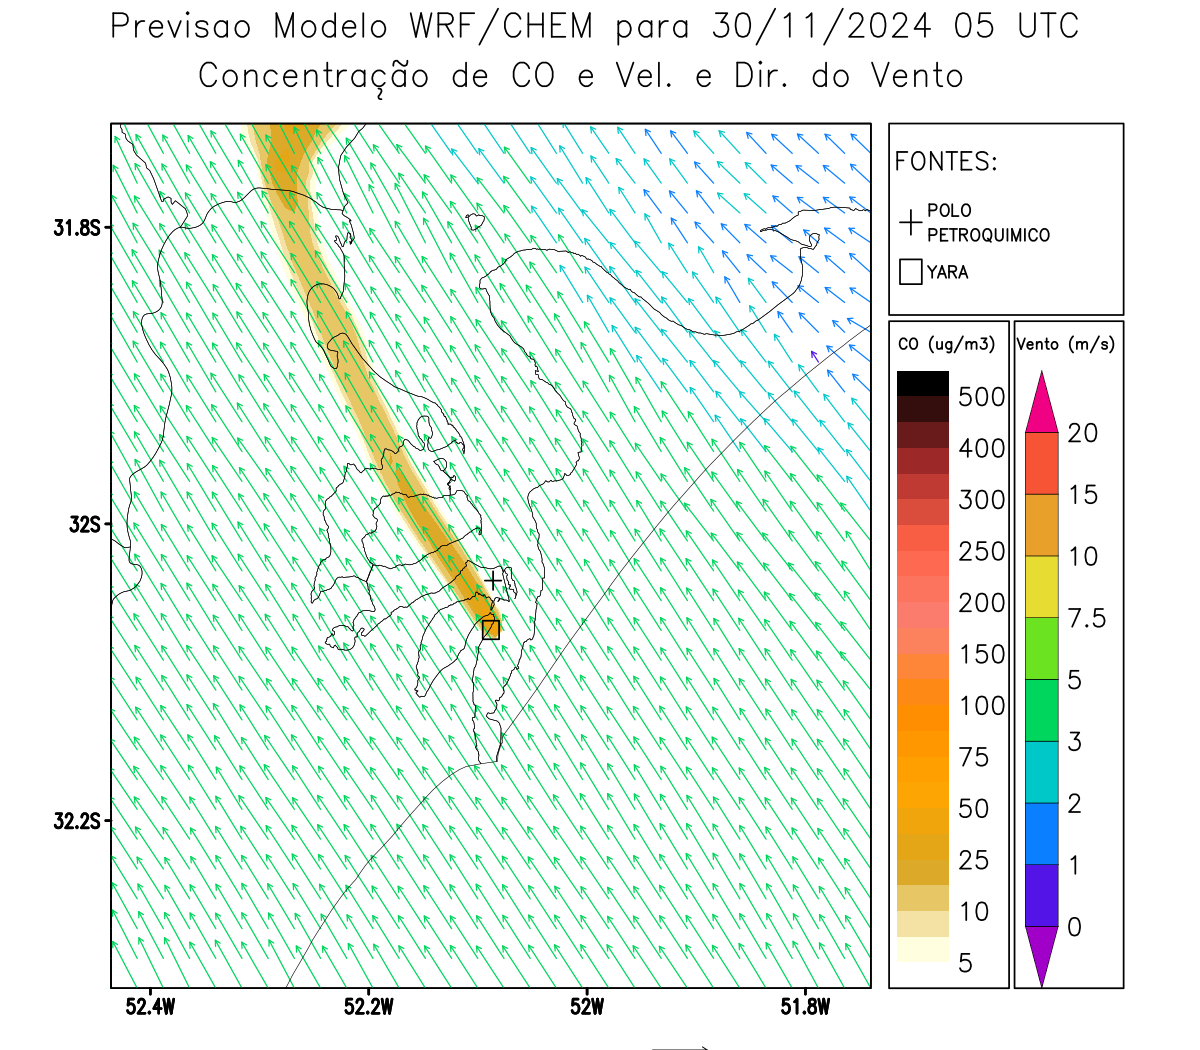 Previsao Modelo WRF/CHEM para 30/11/2024 05 UTC
Concentração de CO e Vel. e Dir. do Vento
FONTES:
POLO
PETROQUIMICO
YARA
CO (ug/m3)
500
400
300
250
200
150
100
75
50
25
10
5
Vento (m/s)
20
15
10
7.5
5
3
2
1
0
31.8S
32S
32.2S
52.4W
52.2W
52W
51.8W